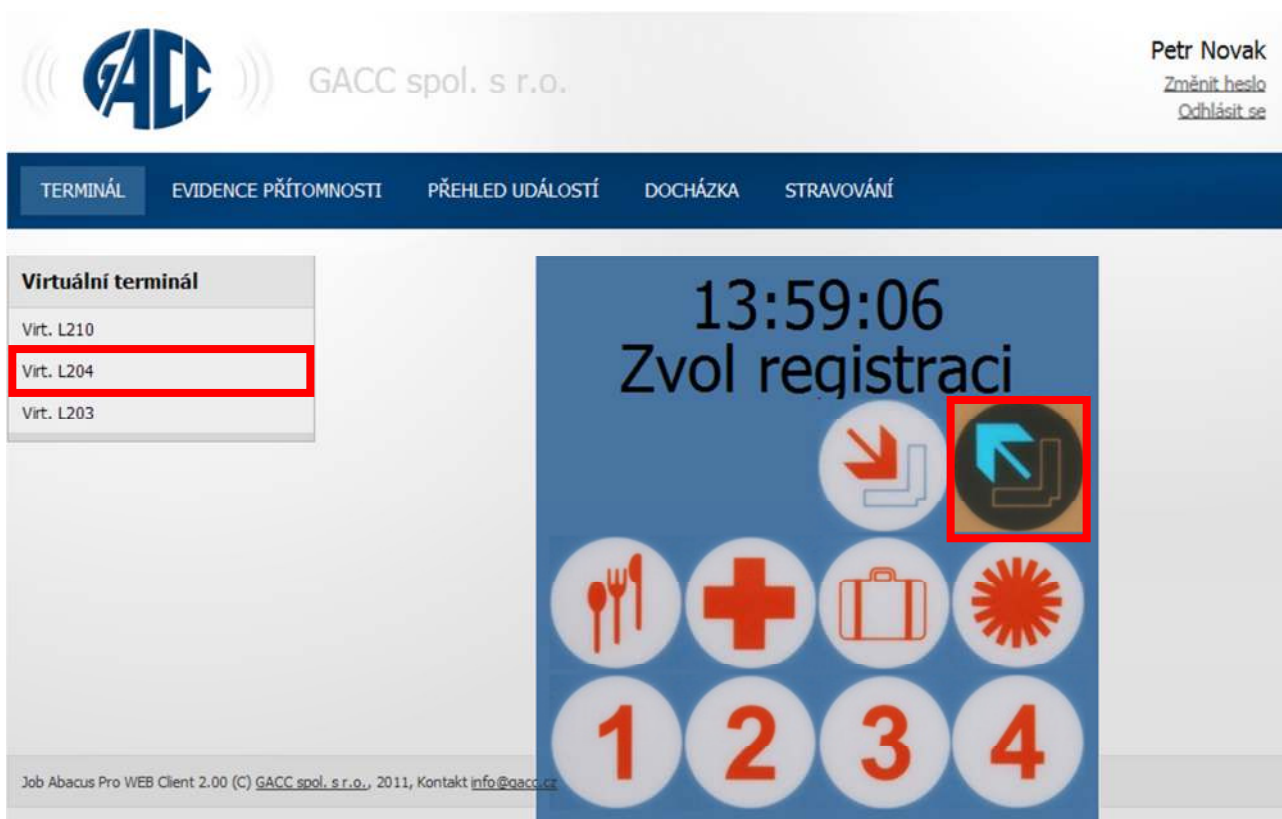 GACC
GACC spol. s r.o.
Petr Novak
Změnit heslo
Odhlásit se
TERMINÁL EVIDENCE PŘÍTOMNOSTI PŘEHLED UDÁLOSTÍ DOCHÁZKA STRAVOVÁNÍ
Virtuální terminál
Virt. L210
Virt. L204
Virt. L203
13:59:06
Zvol registraci
1 2 3 4
Job Abacus Pro WEB Client 2.00 (C) GACC spol. s r.o., 2011, Kontakt info@gacc.cz